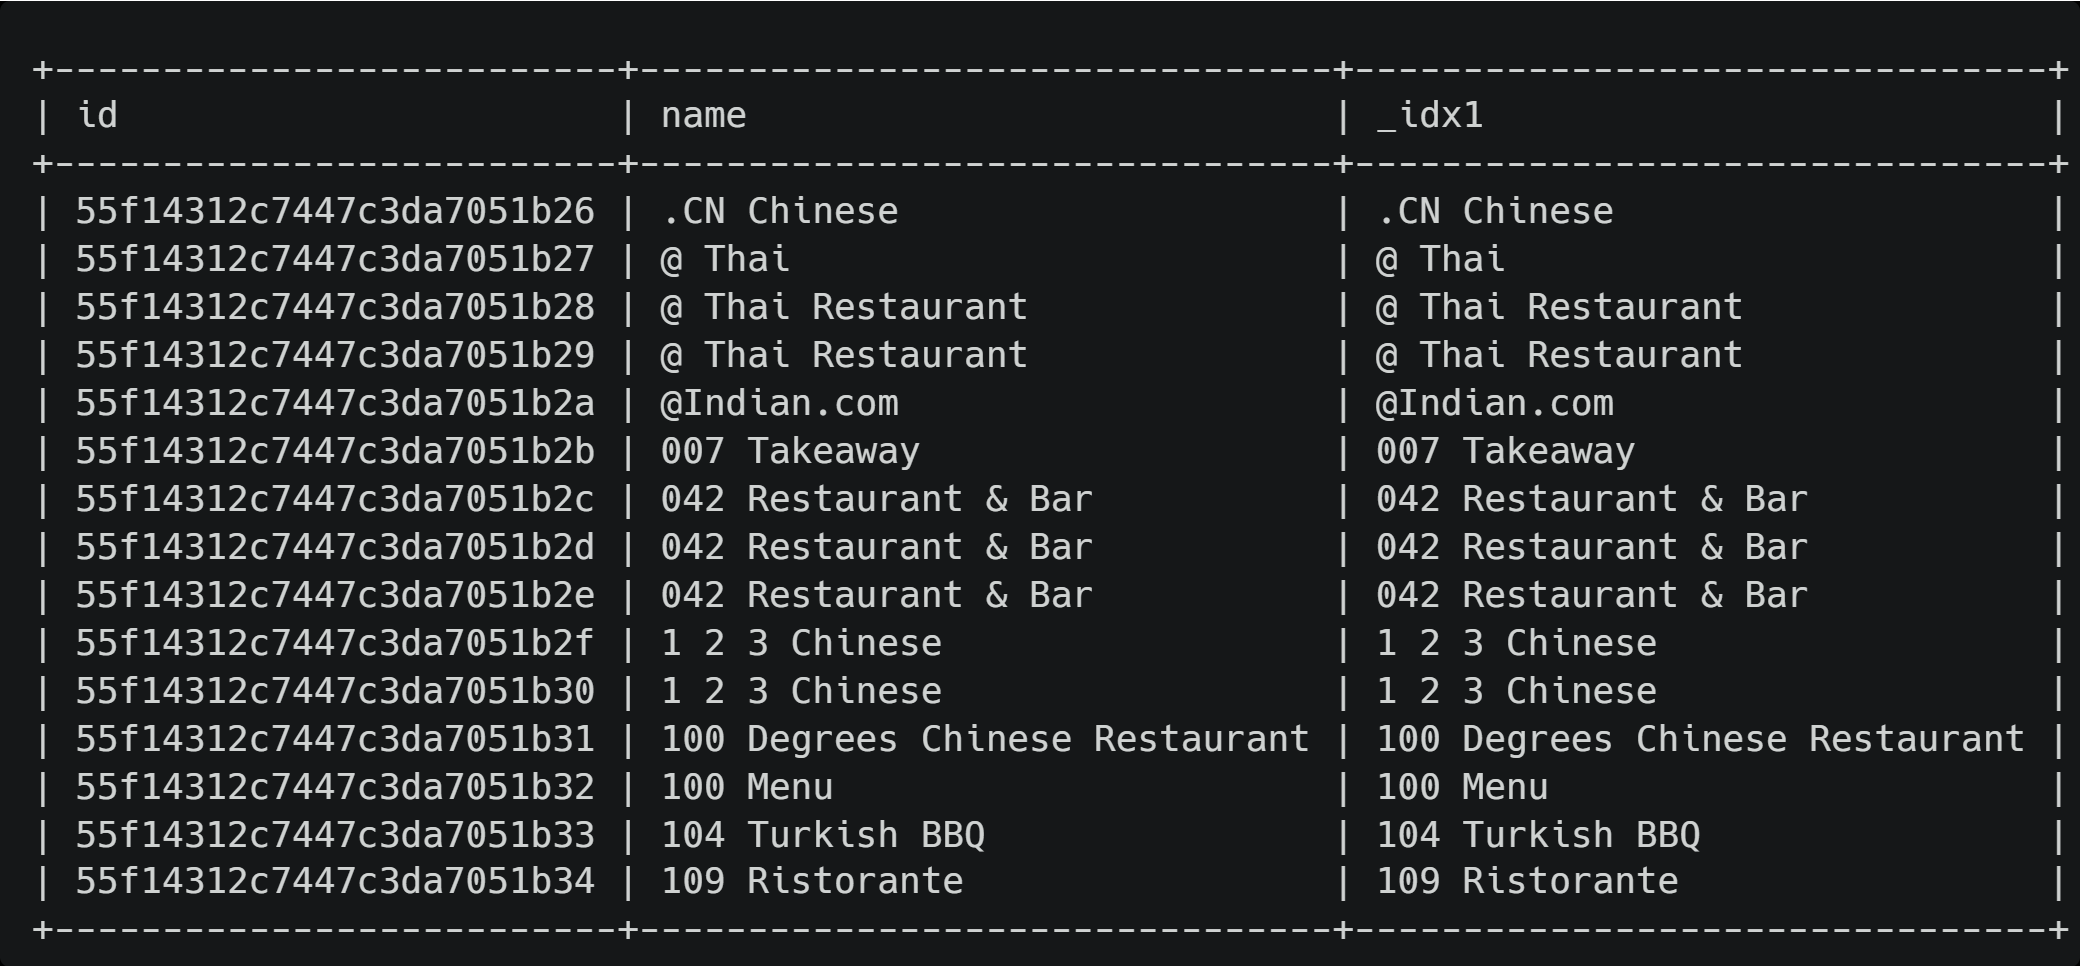 +--------------------------+--------------------------------+--------------------------------+
| id                       | name                           | _idx1                          |
+--------------------------+--------------------------------+--------------------------------+
| 55f14312c7447c3da7051b26 | .CN Chinese                    | .CN Chinese                    |
| 55f14312c7447c3da7051b27 | @ Thai                         | @ Thai                         |
| 55f14312c7447c3da7051b28 | @ Thai Restaurant              | @ Thai Restaurant              |
| 55f14312c7447c3da7051b29 | @ Thai Restaurant              | @ Thai Restaurant              |
| 55f14312c7447c3da7051b2a | @Indian.com                    | @Indian.com                    |
| 55f14312c7447c3da7051b2b | 007 Takeaway                   | 007 Takeaway                   |
| 55f14312c7447c3da7051b2c | 042 Restaurant & Bar           | 042 Restaurant & Bar           |
| 55f14312c7447c3da7051b2d | 042 Restaurant & Bar           | 042 Restaurant & Bar           |
| 55f14312c7447c3da7051b2e | 042 Restaurant & Bar           | 042 Restaurant & Bar           |
| 55f14312c7447c3da7051b2f | 1 2 3 Chinese                  | 1 2 3 Chinese                  |
| 55f14312c7447c3da7051b30 | 1 2 3 Chinese                  | 1 2 3 Chinese                  |
| 55f14312c7447c3da7051b31 | 100 Degrees Chinese Restaurant | 100 Degrees Chinese Restaurant |
| 55f14312c7447c3da7051b32 | 100 Menu                       | 100 Menu                       |
| 55f14312c7447c3da7051b33 | 104 Turkish BBQ                | 104 Turkish BBQ                |
| 55f14312c7447c3da7051b34 | 109 Ristorante                 | 109 Ristorante                 |
+--------------------------+--------------------------------+--------------------------------+